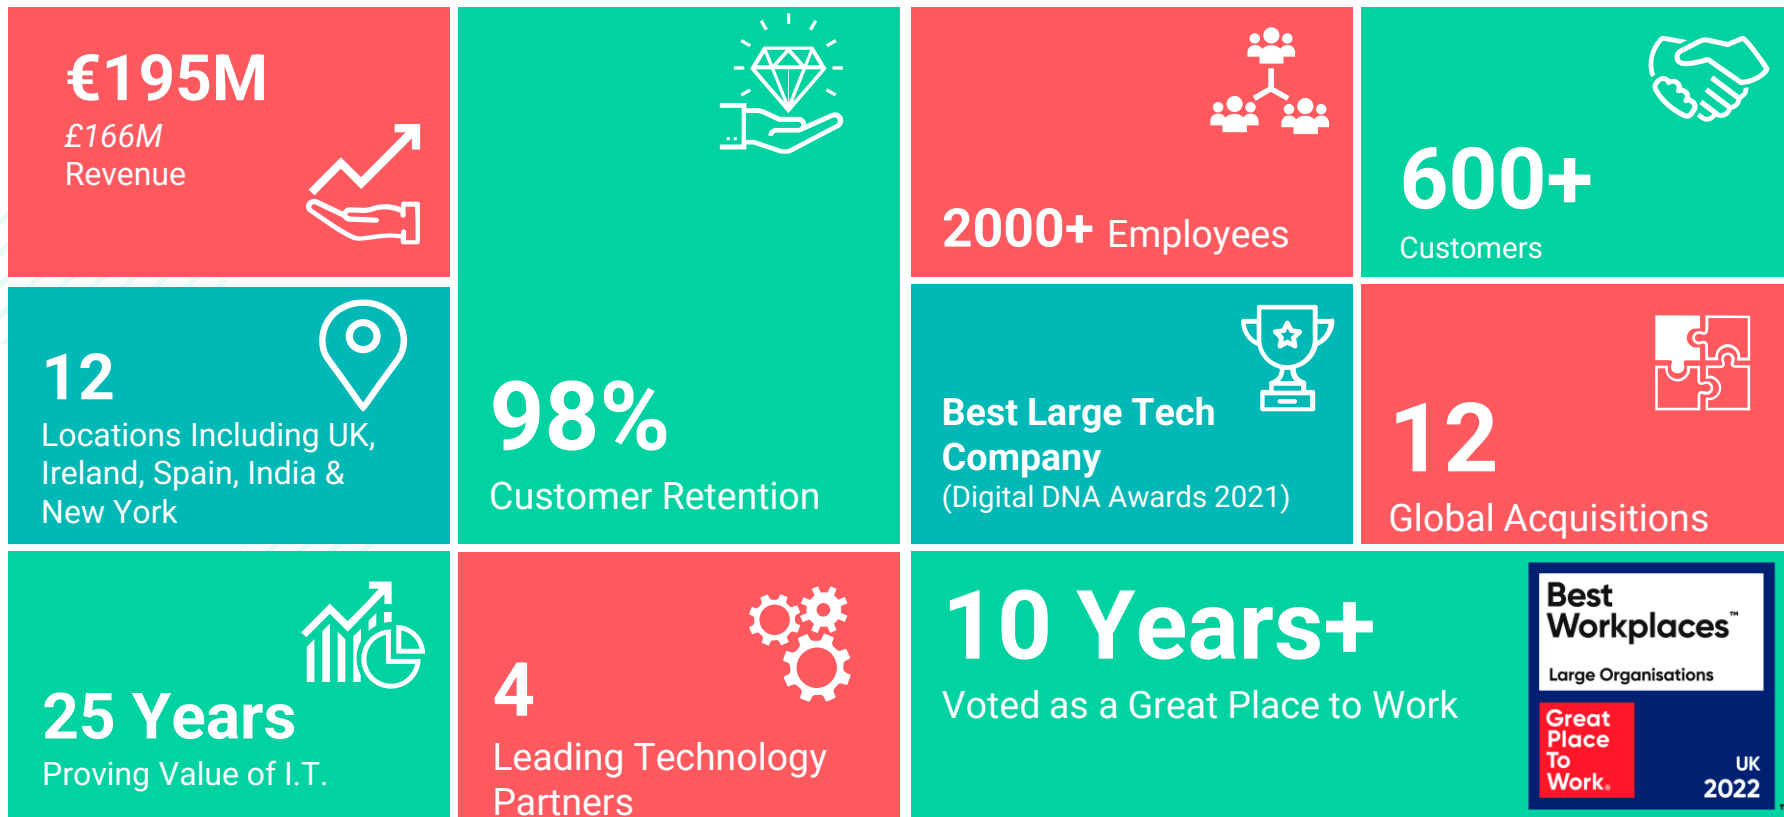 €195M
£166M
Revenue
98%
Customer Retention
2000+ Employees
600+
Customers
12
Locations Including UK,
Ireland, Spain, India &
New York
Best Large Tech
Company
(Digital DNA Awards 2021)
12
Global Acquisitions
25 Years
Proving Value of I.T.
4
Leading Technology
Partners
10 Years+
Voted as a Great Place to Work
Best
Workplaces™
Large Organisations
Great
Place
To
Work.
UK
2022